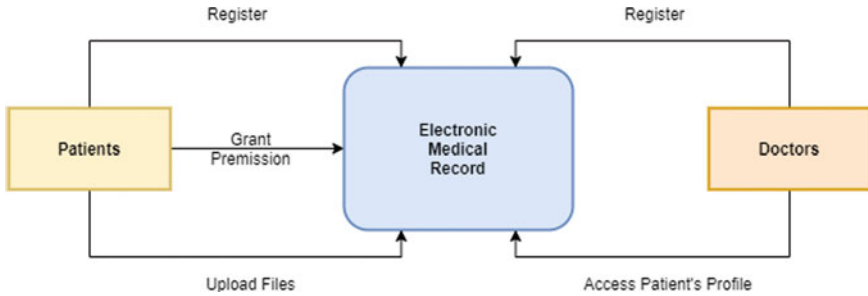 Register
Register
Patients
Grant
Premission
Electronic
Medical
Record
Doctors
Upload Files
Access Patient's Profile